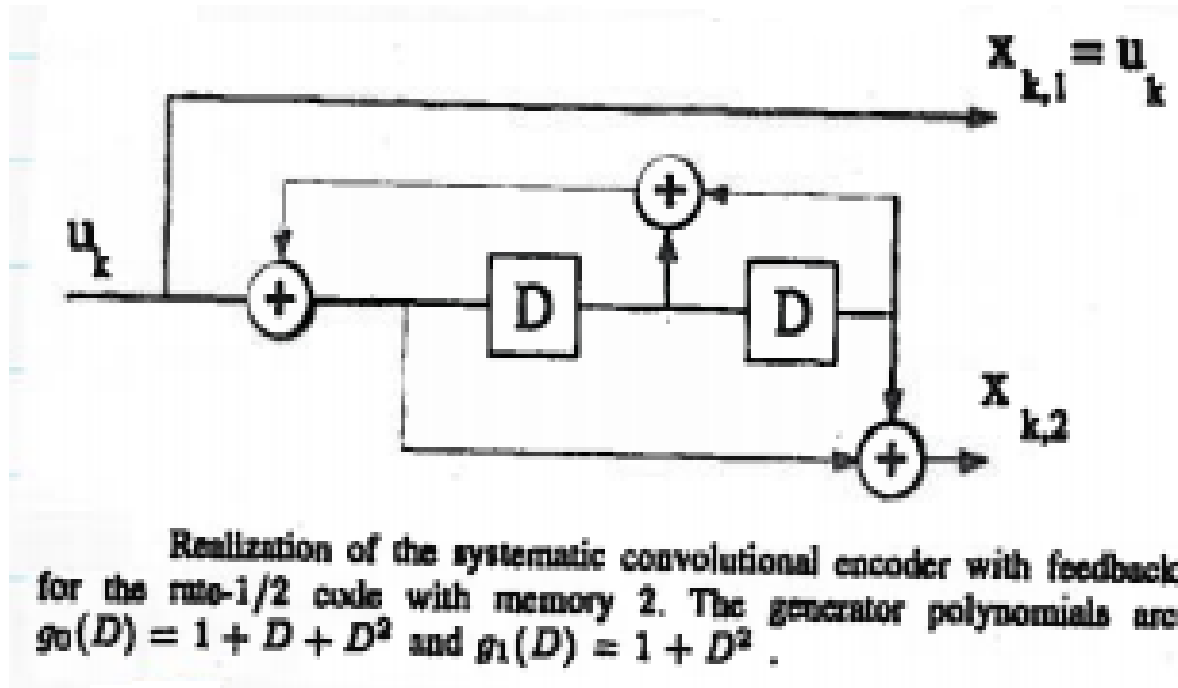 x k,1 ≡ u k
u k
+
+
D
D
x k,2
+
Realization of the systematic convolutional encoder with feedback
for the rate-1/2 code with memory 2. The generator polynomials are
g₀(D) = 1 + D + D² and g₁(D) = 1 + D² .